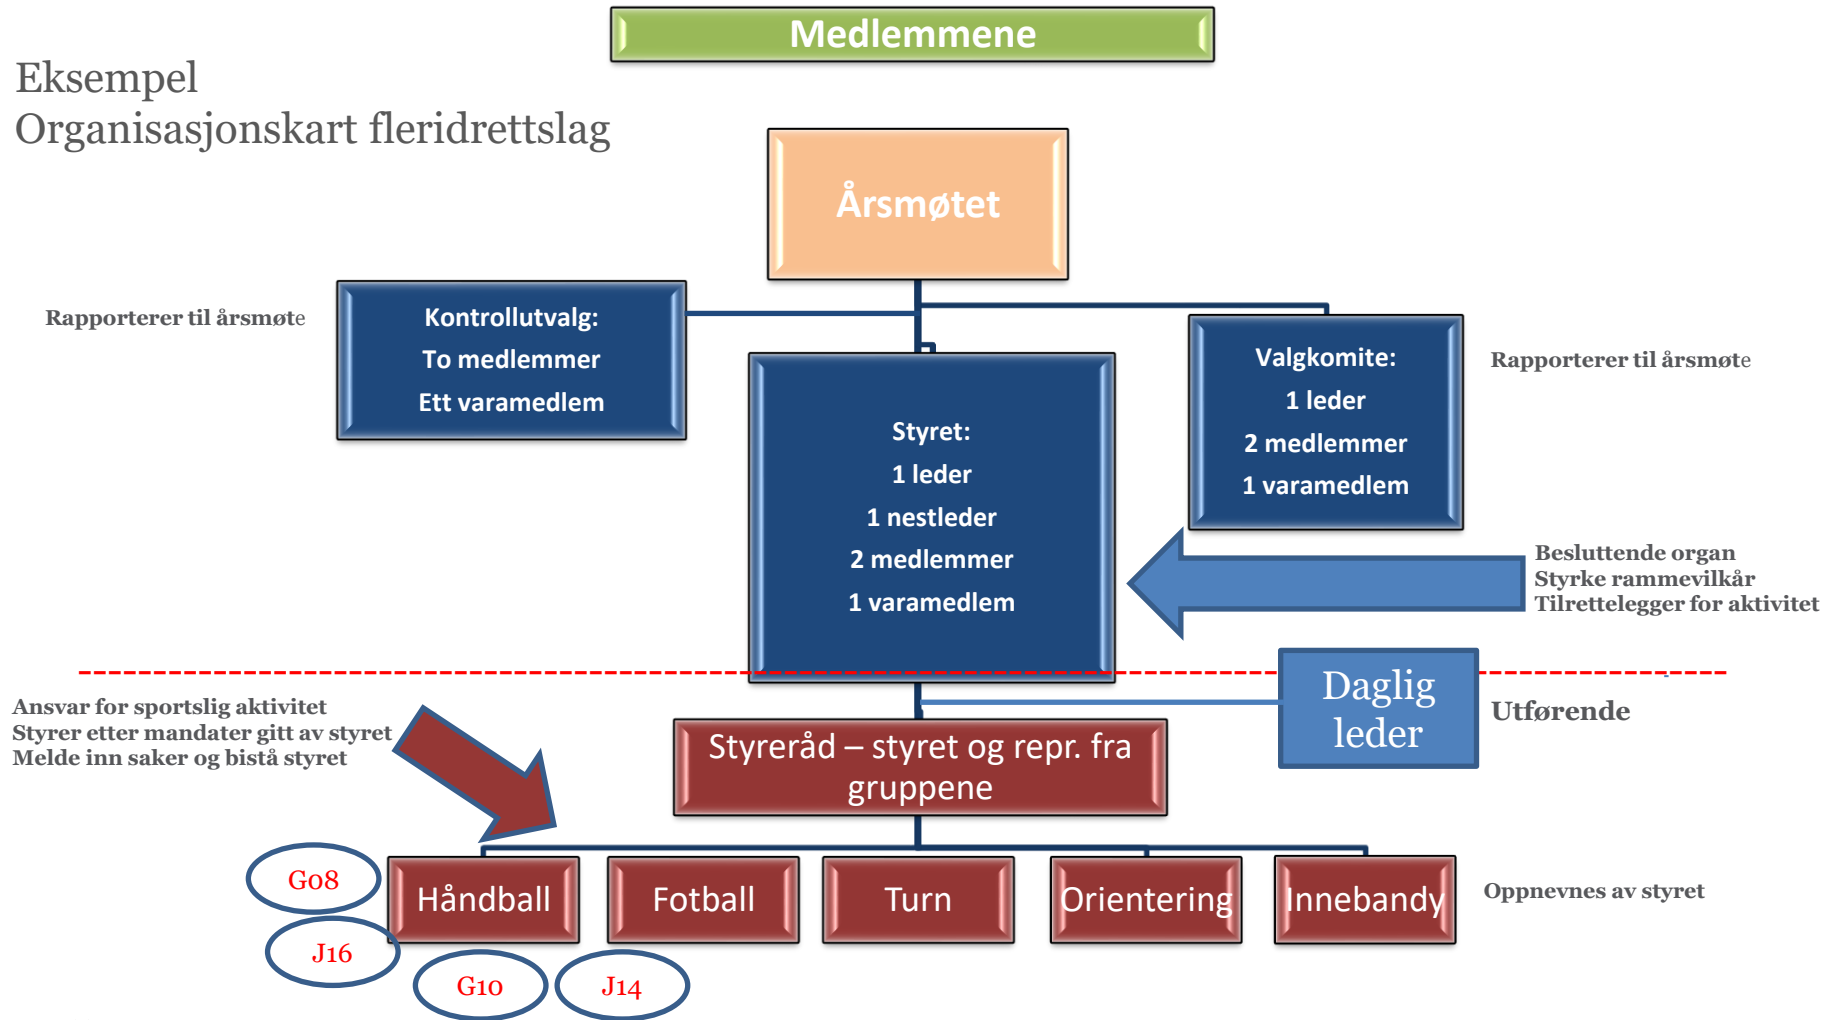 Medlemmene
Eksempel
Organisasjonskart fleridrettslag
Årsmøtet
Rapporterer til årsmøte
Kontrollutvalg:
To medlemmer
Ett varamedlem
Styret:
1 leder
1 nestleder
2 medlemmer
1 varamedlem
Valgkomite:
1 leder
2 medlemmer
1 varamedlem
Rapporterer til årsmøte
Besluttende organ
Styrke rammevilkår
Tilrettelegger for aktivitet
Daglig
leder
Utførende
Ansvar for sportslig aktivitet
Styrer etter mandater gitt av styret
Melde inn saker og bistå styret
Styreråd – styret og repr. fra
gruppene
Håndball
Fotball
Turn
Orientering
Innebandy
Oppnevnes av styret
G08
J16
G10
J14